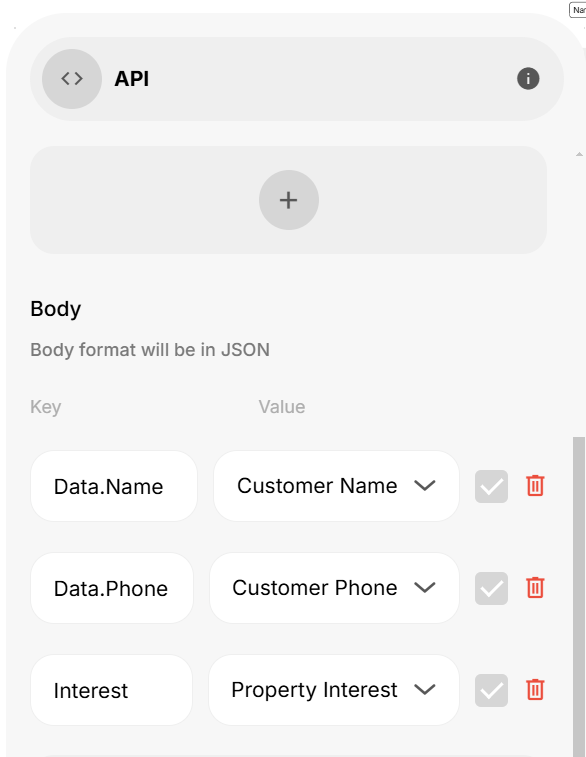 Nar
API
Body
Body format will be in JSON
Key Value
Data.Name Customer Name
Data.Phone Customer Phone
Interest Property Interest